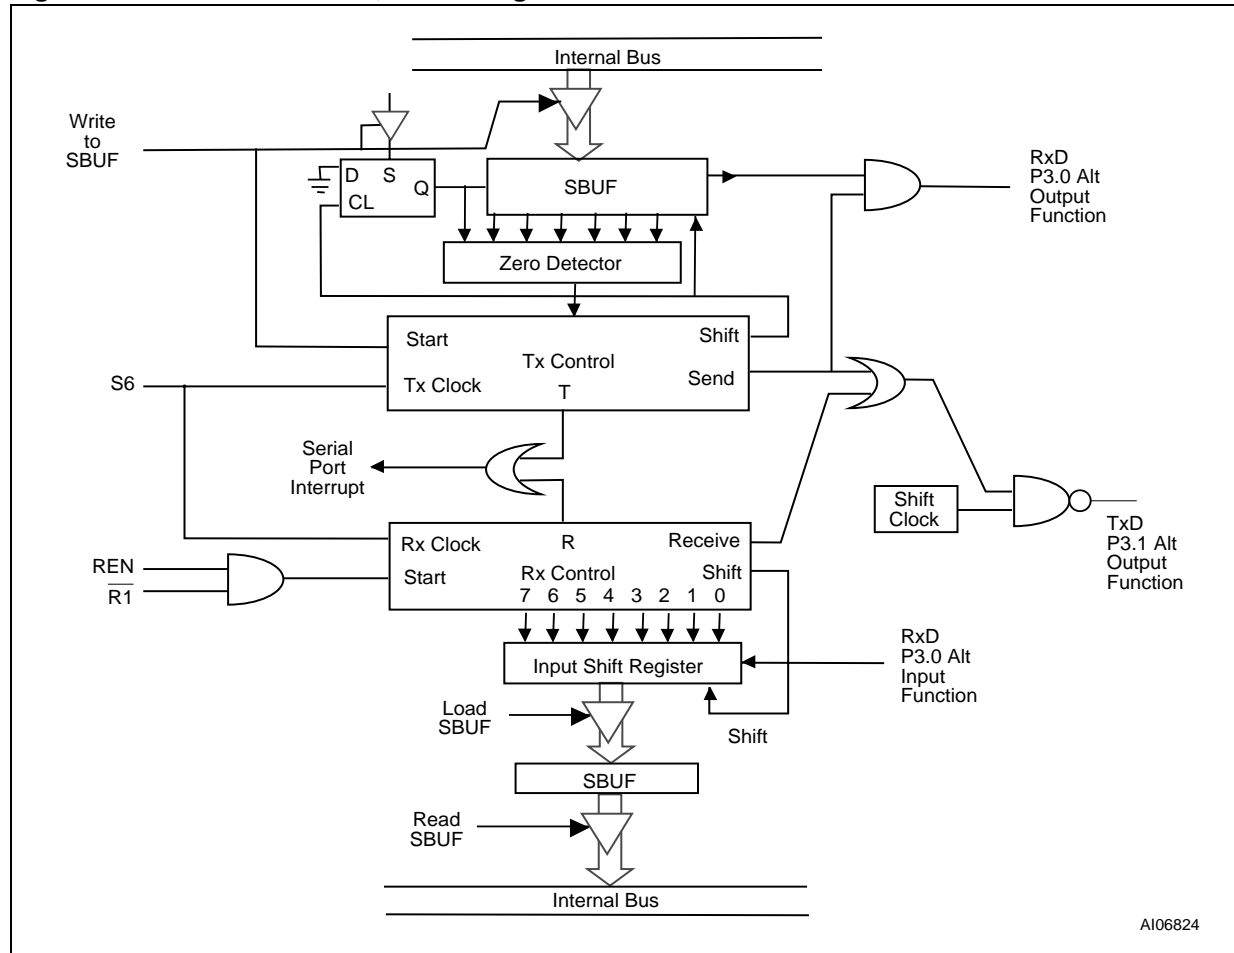 Internal Bus
Write
to
SBUF
D S
Q
CL
SBUF
RxD
P3.0 Alt
Output
Function
Zero Detector
Start
Shift
Tx Control
S6
Tx Clock
Send
T
Serial
Port
Interrupt
Shift
Clock
TxD
P3.1 Alt
Output
Function
Rx Clock
R
Receive
REN
R1
Start
Rx Control
Shift
7 6 5 4 3 2 1 0
RxD
P3.0 Alt
Input
Function
Input Shift Register
Load
SBUF
Shift
SBUF
Read
SBUF
Internal Bus
AI06824